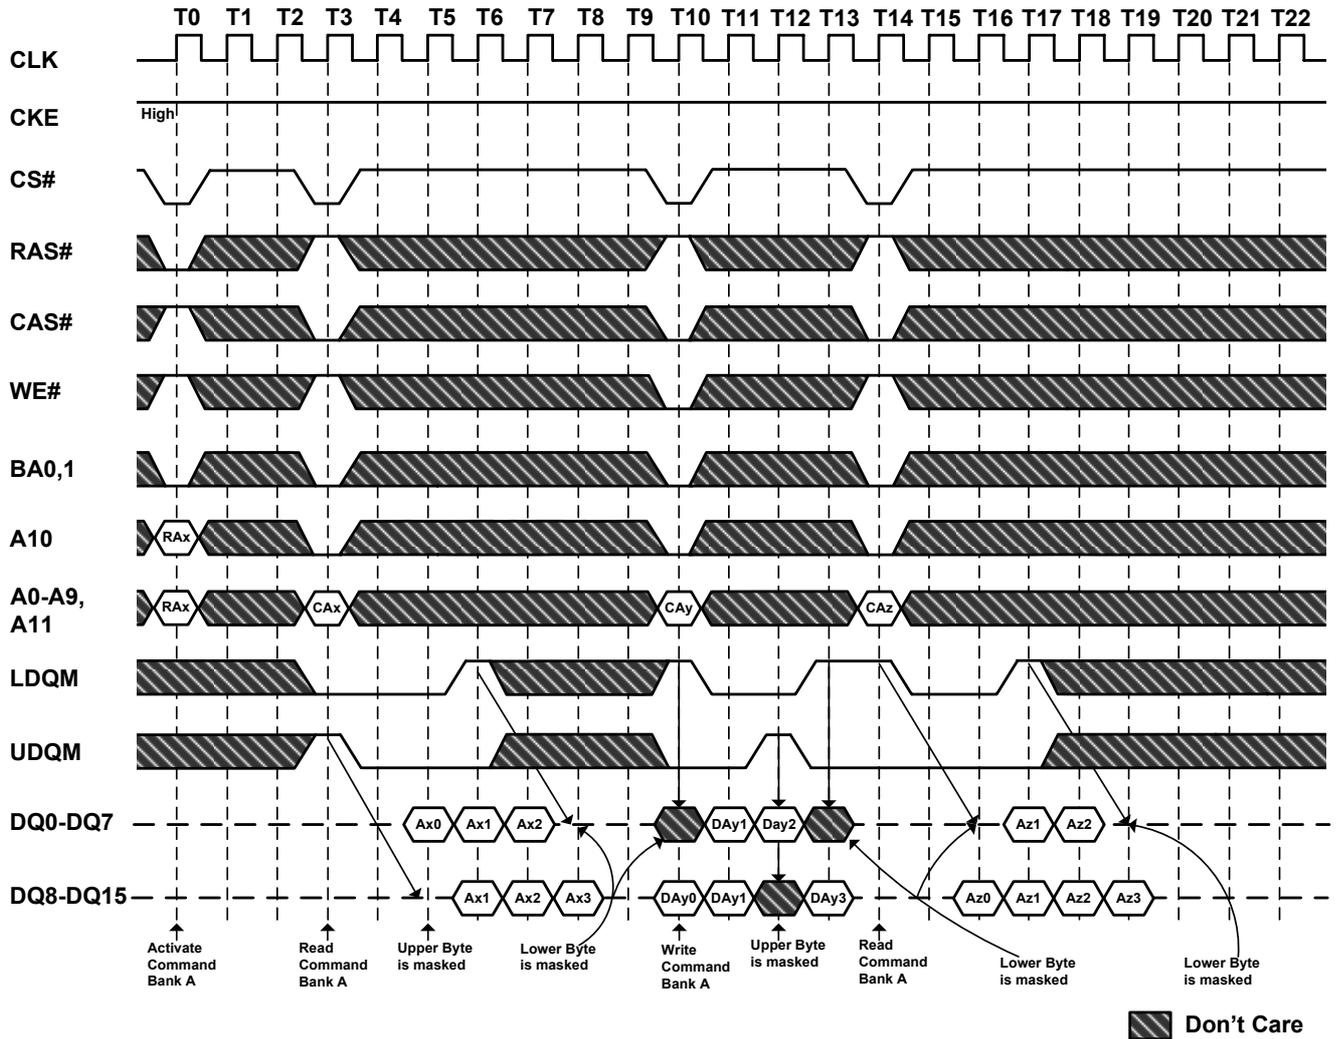 T0 T1 T2 T3 T4 T5 T6 T7 T8 T9 T10 T11 T12 T13 T14 T15 T16 T17 T18 T19 T20 T21 T22
CLK
CKE
High
CS#
RAS#
CAS#
WE#
BA0,1
A10
RAx
A0-A9,
A11
RAx CAx CAy CAz
LDQM
UDQM
DQ0-DQ7
Ax0 Ax1 Ax2 DAy1 Day2 Az1 Az2
DQ8-DQ15
Ax1 Ax2 Ax3 DAy0 DAy1 DAy3 Az0 Az1 Az2 Az3
Activate
Command
Bank A
Read
Command
Bank A
Upper Byte
is masked
Lower Byte
is masked
Write
Command
Bank A
Upper Byte
is masked
Read
Command
Bank A
Lower Byte
is masked
Lower Byte
is masked
Don't Care